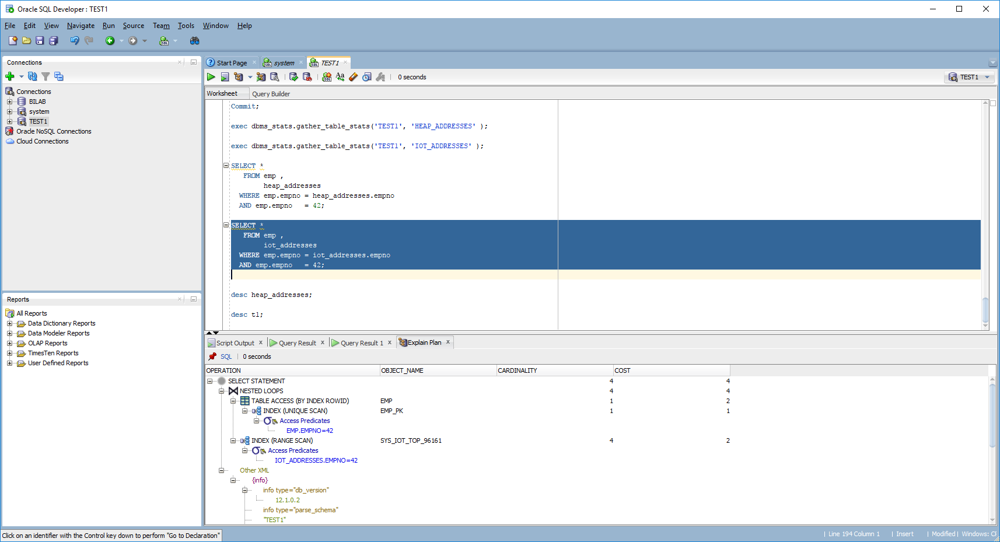 Oracle SQL Developer : TEST1
File Edit View Navigate Run Source Team Tools Window Help
Connections
Connections
BILAB
system
TEST1
Oracle NoSQL Connections
Cloud Connections
Reports
All Reports
Data Dictionary Reports
Data Modeler Reports
OLAP Reports
TimesTen Reports
User Defined Reports
Start Page system TEST1
0 seconds
TEST1
Worksheet Query Builder
Commit;
exec dbms_stats.gather_table_stats('TEST1', 'HEAP_ADDRESSES' );
exec dbms_stats.gather_table_stats('TEST1', 'IOT_ADDRESSES' );
SELECT *
FROM emp ,
heap_addresses
WHERE emp.empno = heap_addresses.empno
AND emp.empno = 42;
SELECT *
FROM emp ,
iot_addresses
WHERE emp.empno = iot_addresses.empno
AND emp.empno = 42;
desc heap_addresses;
desc t1;
Script Output Query Result Query Result 1 Explain Plan
SQL 0 seconds
OPERATION OBJECT_NAME CARDINALITY COST
SELECT STATEMENT 4 4
NESTED LOOPS 4 4
TABLE ACCESS (BY INDEX ROWID) EMP 1 2
INDEX (UNIQUE SCAN) EMP_PK 1 1
Access Predicates
EMP.EMPNO=42
INDEX (RANGE SCAN) SYS_IOT_TOP_96161 4 2
Access Predicates
IOT_ADDRESSES.EMPNO=42
Other XML
{info}
info type="db_version"
12.1.0.2
info type="parse_schema"
"TEST1"
Click on an identifier with the Control key down to perform "Go to Declaration"
Line 194 Column 1 Insert Modified Windows: